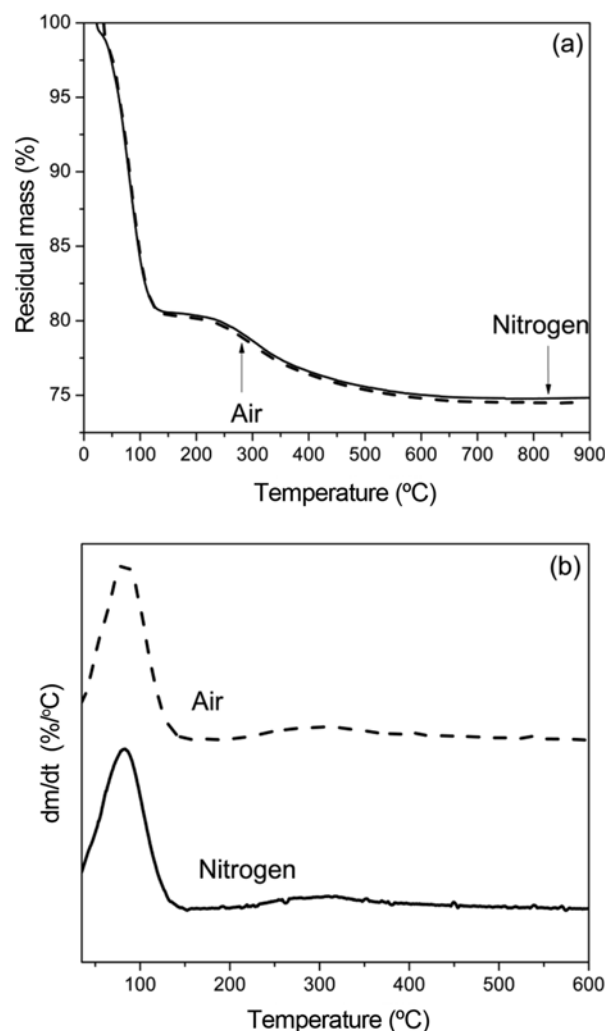 (a)
100
95
90
85
80
75
Residual mass (%)
Nitrogen
Air
0 100 200 300 400 500 600 700 800 900
Temperature (ºC)
(b)
Air
Nitrogen
dm/dt (%/ºC)
100 200 300 400 500 600
Temperature (ºC)